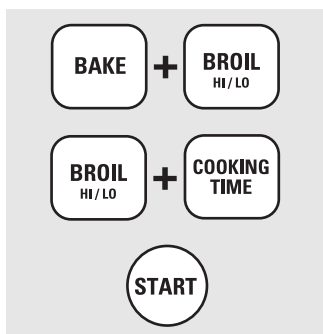 BAKE + BROIL
HI / LO
BROIL
HI / LO
+ COOKING
TIME
START